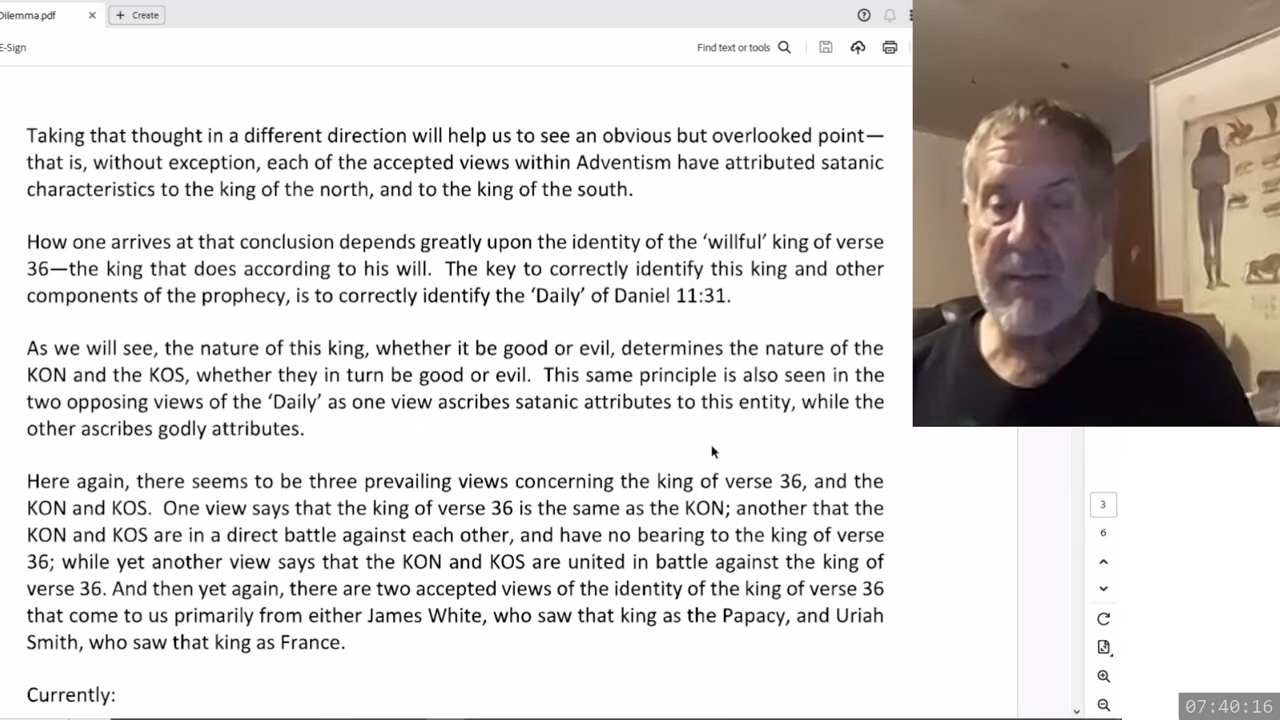 Dilemma.pdf
Create
E-Sign
Find text or tools
Taking that thought in a different direction will help us to see an obvious but overlooked point—
that is, without exception, each of the accepted views within Adventism have attributed satanic
characteristics to the king of the north, and to the king of the south.
How one arrives at that conclusion depends greatly upon the identity of the ‘willful’ king of verse
36—the king that does according to his will.  The key to correctly identify this king and other
components of the prophecy, is to correctly identify the ‘Daily’ of Daniel 11:31.
As we will see, the nature of this king, whether it be good or evil, determines the nature of the
KON and the KOS, whether they in turn be good or evil.  This same principle is also seen in the
two opposing views of the ‘Daily’ as one view ascribes satanic attributes to this entity, while the
other ascribes godly attributes.
Here again, there seems to be three prevailing views concerning the king of verse 36, and the
KON and KOS.  One view says that the king of verse 36 is the same as the KON; another that the
KON and KOS are in a direct battle against each other, and have no bearing to the king of verse
36; while yet another view says that the KON and KOS are united in battle against the king of
verse 36. And then yet again, there are two accepted views of the identity of the king of verse 36
that come to us primarily from either James White, who saw that king as the Papacy, and Uriah
Smith, who saw that king as France.
Currently:
3
6
07:40:16